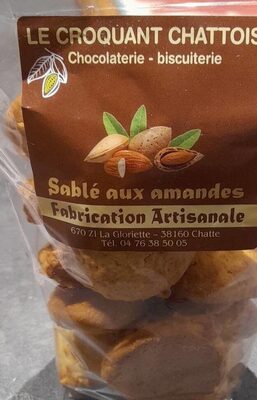 LE CROQUANT CHATTOIS
Chocolaterie - biscuiterie
Sablé aux amandes
Fabrication Artisanale
670 ZI La Gloriette – 38160 Chatte
Tél. 04 76 38 50 05